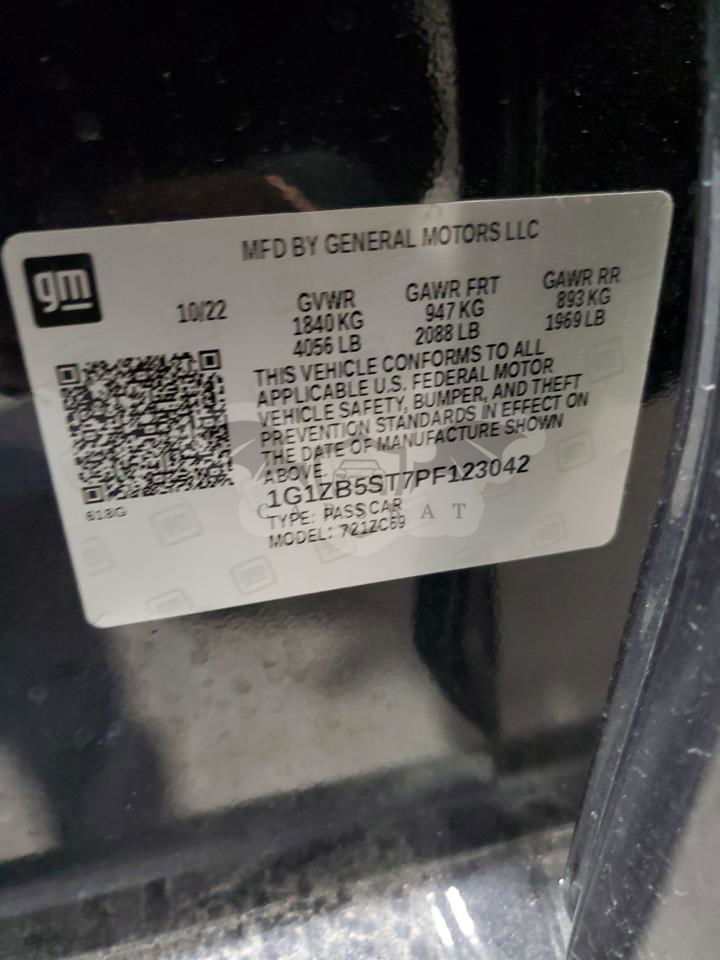 gm
MFD BY GENERAL MOTORS LLC
10/22
GVWR
1840 KG
4056 LB
GAWR FRT
947 KG
2088 LB
GAWR RR
893 KG
1969 LB
THIS VEHICLE CONFORMS TO ALL
APPLICABLE U.S. FEDERAL MOTOR
VEHICLE SAFETY, BUMPER, AND THEFT
PREVENTION STANDARDS IN EFFECT ON
THE DATE OF MANUFACTURE SHOWN
ABOVE.
1G1ZB5ST7PF123042
TYPE: PASS CAR
MODEL: 721ZC69
618G